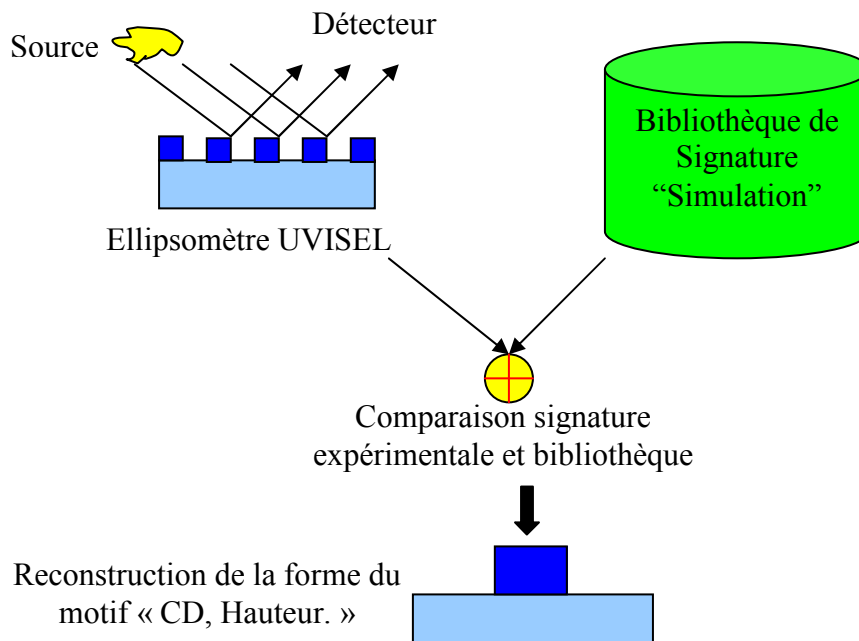 Source
Détecteur
Ellipsomètre UVISEL
Bibliothèque de
Signature
“Simulation”
Comparaison signature
expérimentale et bibliothèque
Reconstruction de la forme du
motif « CD, Hauteur. »